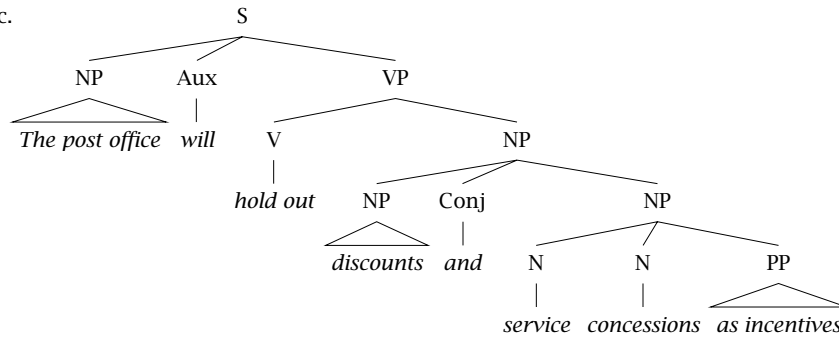 c. S
NP Aux VP
The post office will V NP
hold out NP Conj NP
discounts and N N PP
service concessions as incentives